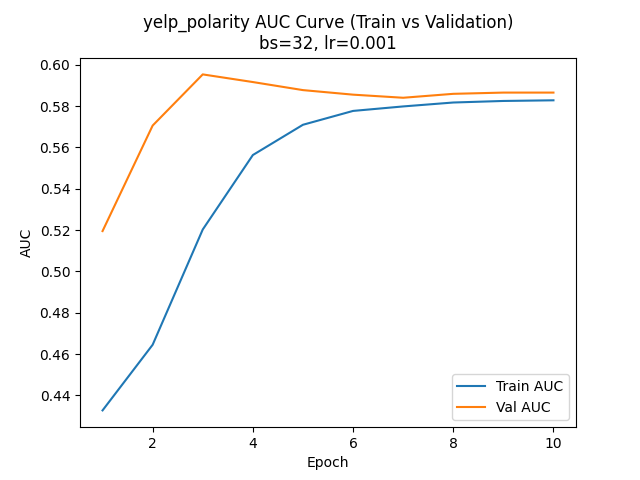 yelp_polarity AUC Curve (Train vs Validation)
bs=32, lr=0.001
0.60
0.58
0.56
0.54
0.52
0.50
0.48
0.46
0.44
AUC
Train AUC
Val AUC
2 4 6 8 10
Epoch